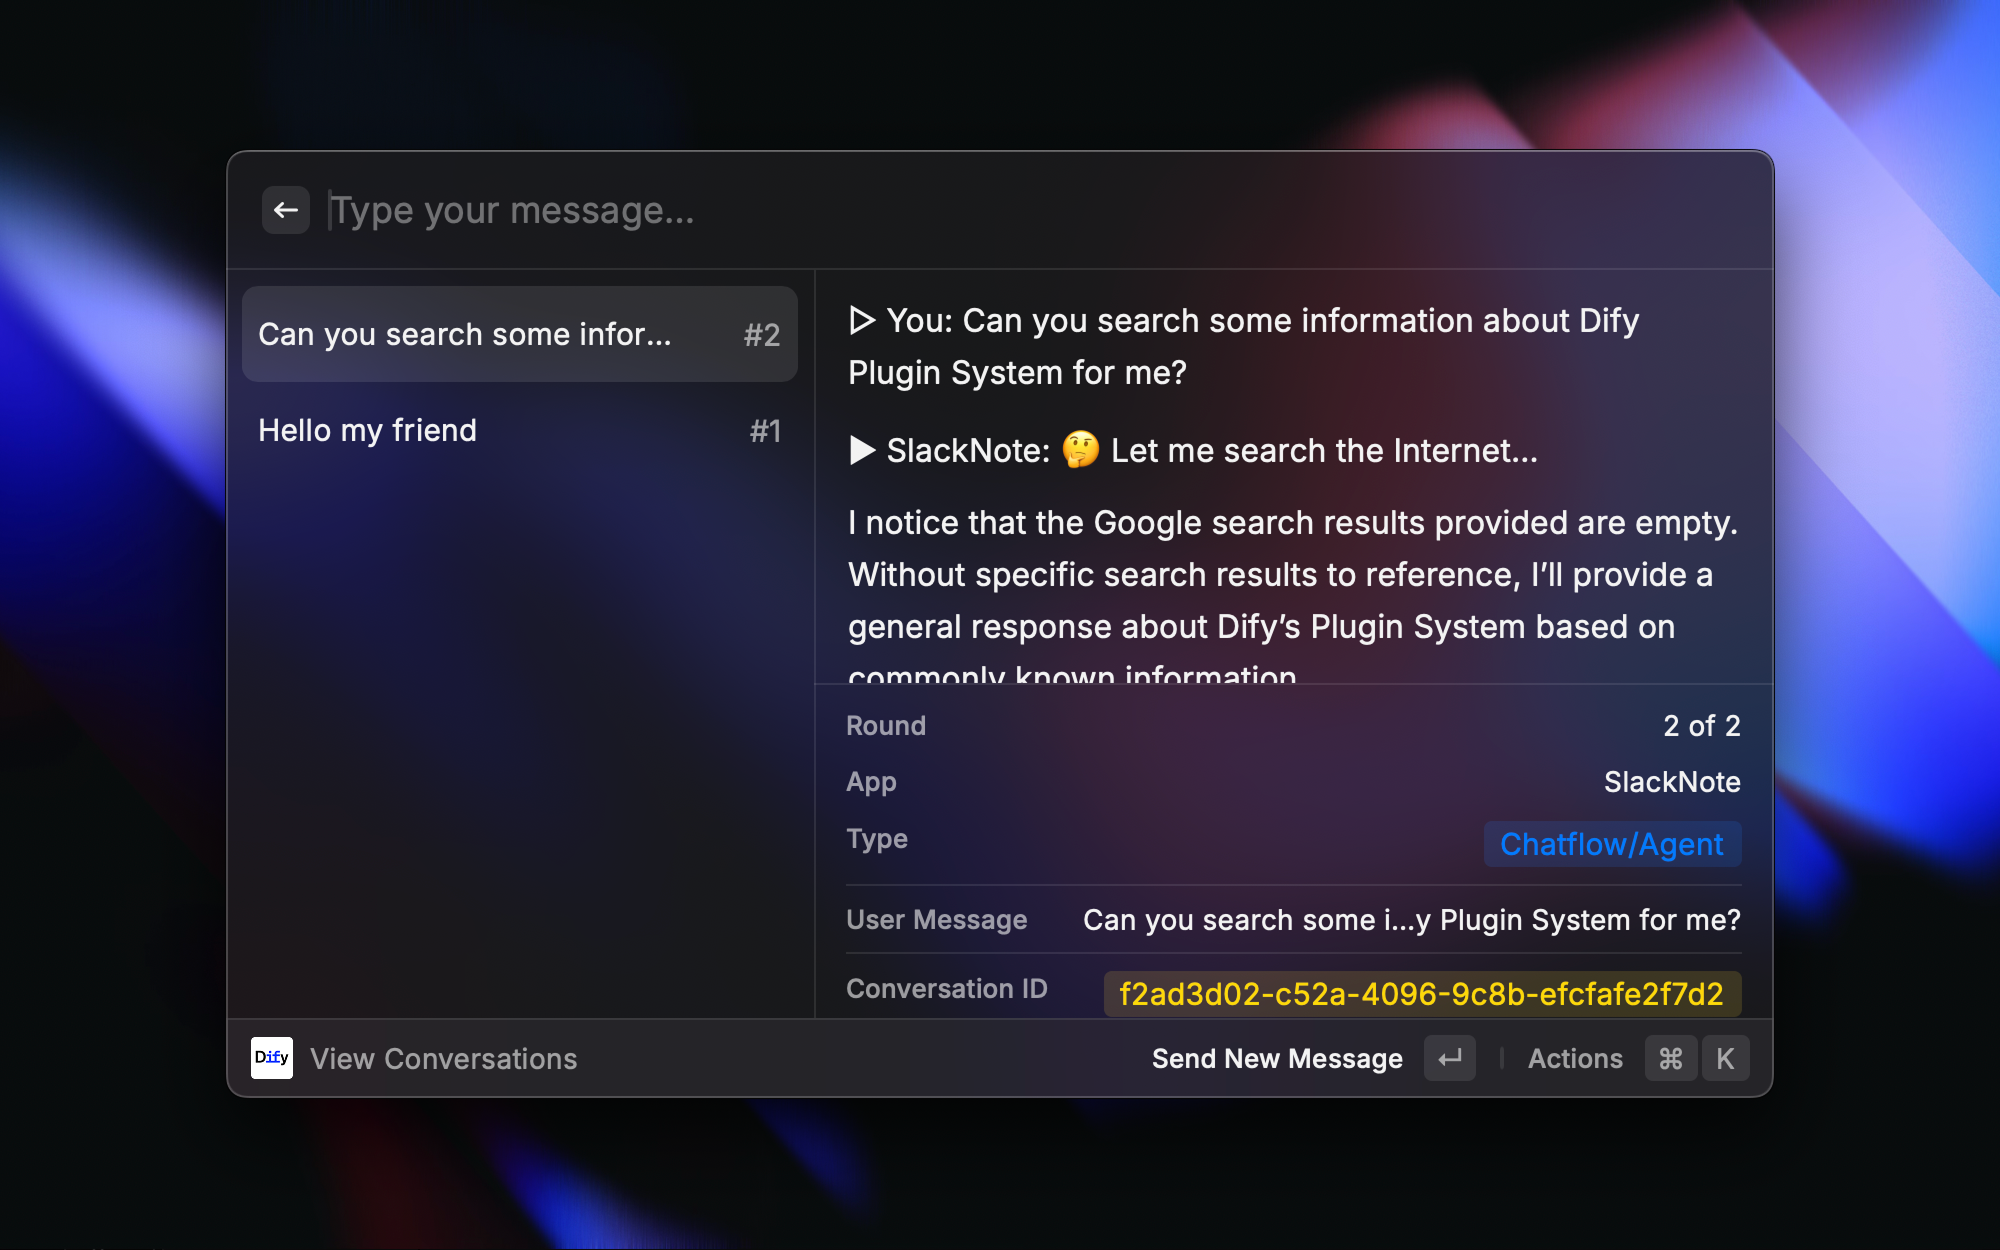 Type your message...
Can you search some infor... #2
Hello my friend #1
▷ You: Can you search some information about Dify
Plugin System for me?
▶ SlackNote: 🤔 Let me search the Internet...
I notice that the Google search results provided are empty.
Without specific search results to reference, I’ll provide a
general response about Dify’s Plugin System based on
commonly known information
Round 2 of 2
App SlackNote
Type Chatflow/Agent
User Message Can you search some i...y Plugin System for me?
Conversation ID f2ad3d02-c52a-4096-9c8b-efcfafe2f7d2
Dify View Conversations Send New Message ↵ Actions ⌘ K